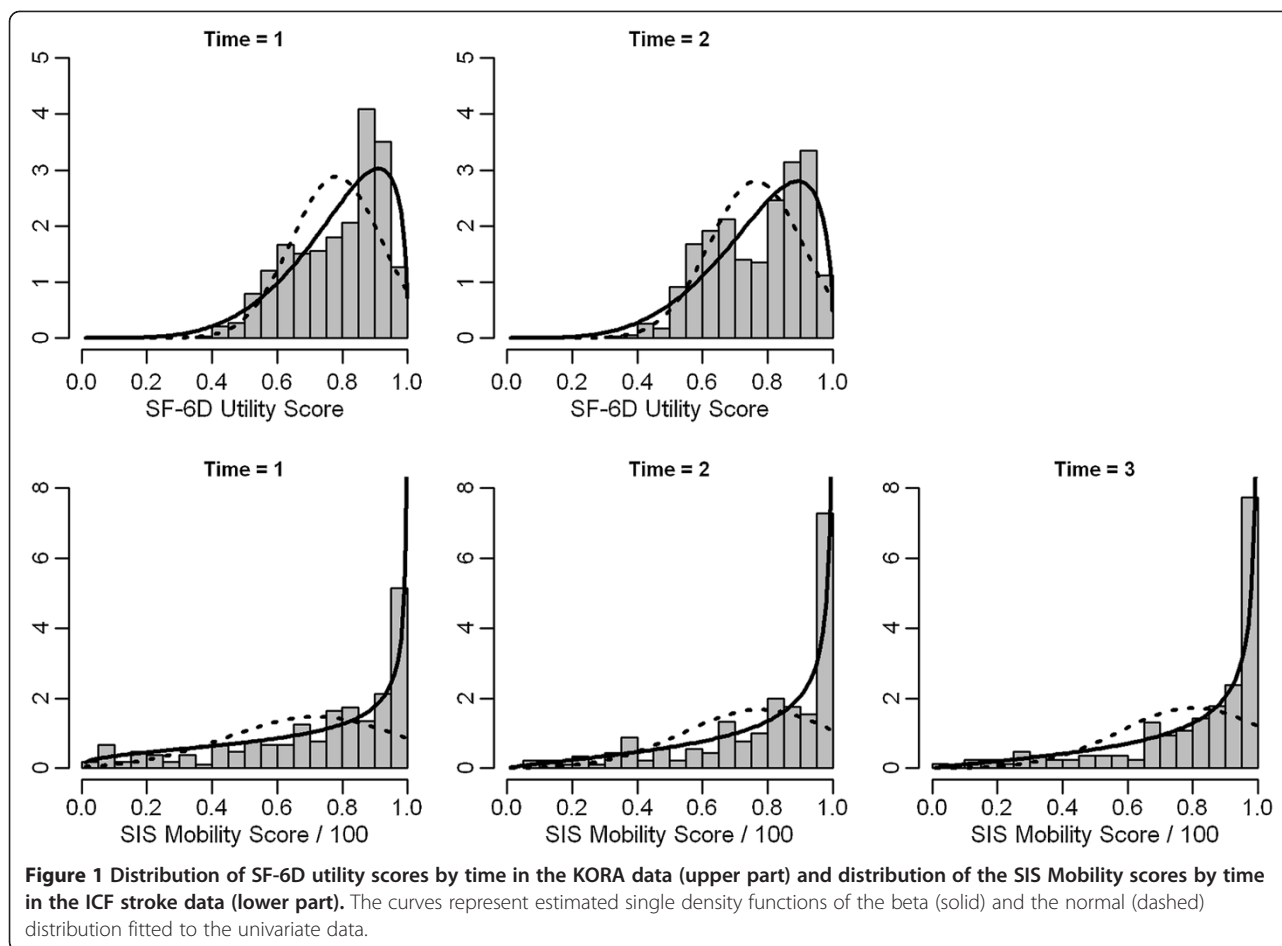 Time = 1
Time = 2
5
4
3
2
1
0
5
4
3
2
1
0
0.0 0.2 0.4 0.6 0.8 1.0
0.0 0.2 0.4 0.6 0.8 1.0
SF-6D Utility Score
SF-6D Utility Score
Time = 1
Time = 2
Time = 3
8
6
4
2
0
8
6
4
2
0
8
6
4
2
0
0.0 0.2 0.4 0.6 0.8 1.0
0.0 0.2 0.4 0.6 0.8 1.0
0.0 0.2 0.4 0.6 0.8 1.0
SIS Mobility Score / 100
SIS Mobility Score / 100
SIS Mobility Score / 100
Figure 1 Distribution of SF-6D utility scores by time in the KORA data (upper part) and distribution of the SIS Mobility scores by time
in the ICF stroke data (lower part). The curves represent estimated single density functions of the beta (solid) and the normal (dashed)
distribution fitted to the univariate data.